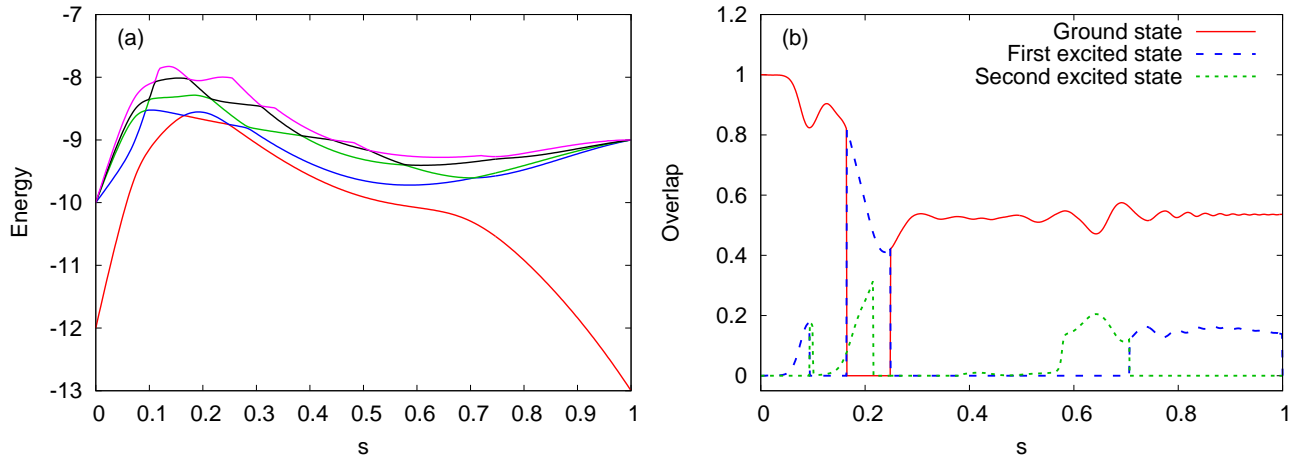 (a)
Energy
-7
-8
-9
-10
-11
-12
-13
0 0.1 0.2 0.3 0.4 0.5 0.6 0.7 0.8 0.9 1
s
(b)
Ground state
First excited state
Second excited state
Overlap
1.2
1
0.8
0.6
0.4
0.2
0
0 0.2 0.4 0.6 0.8 1
s